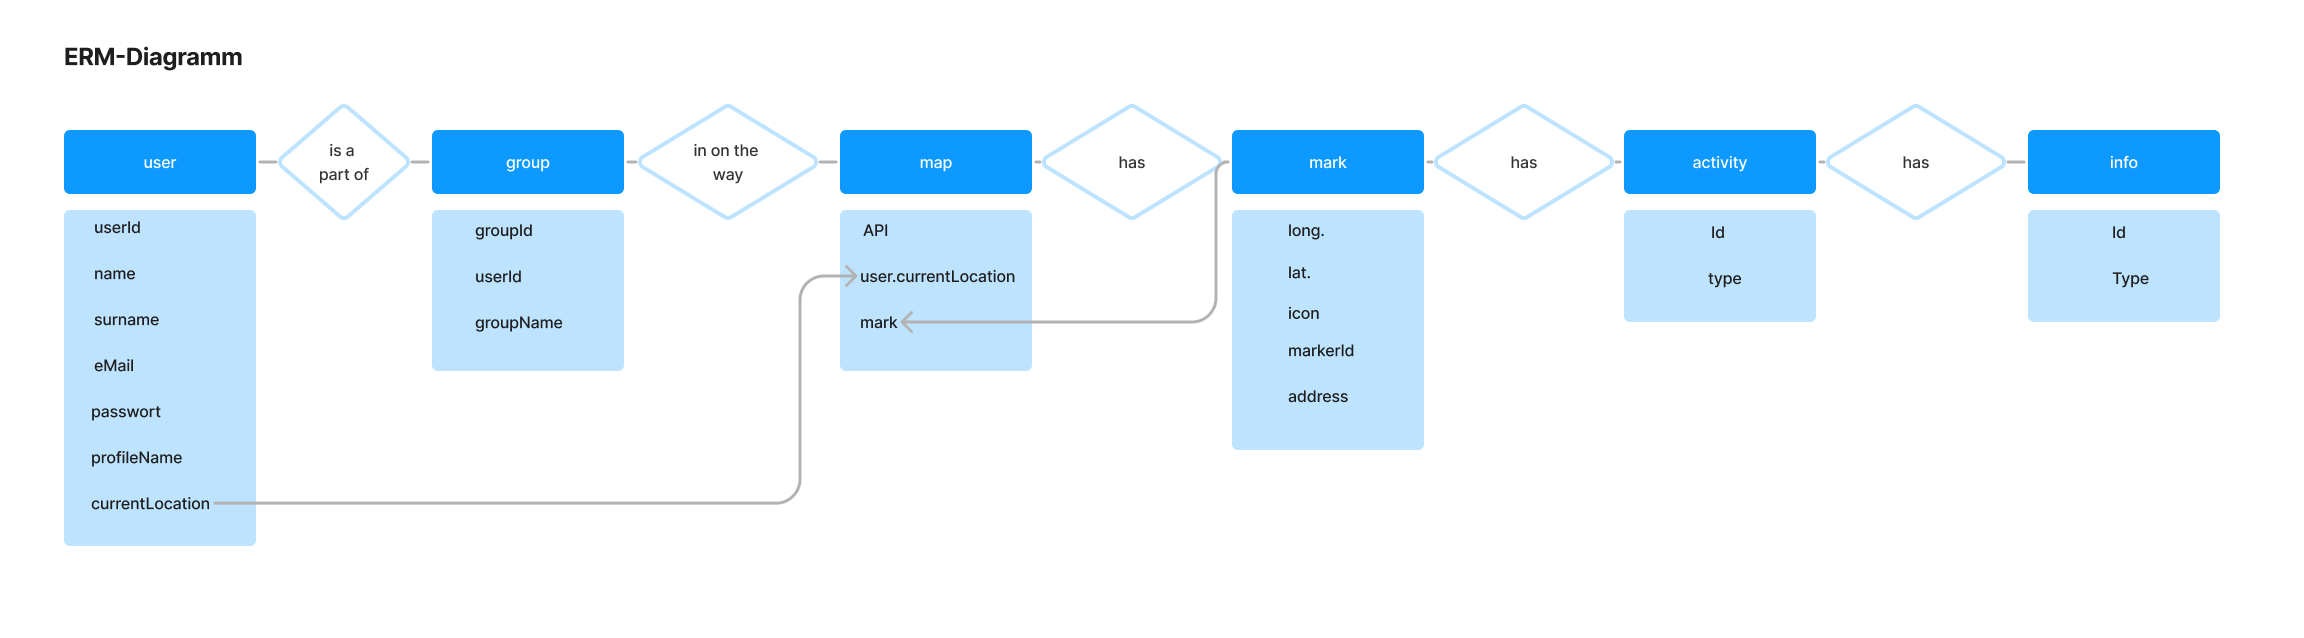 ERM-Diagramm
user
is a
part of
group
in on the
way
map
has
mark
has
activity
has
info
userId
name
surname
eMail
passwort
profileName
currentLocation
groupId
userId
groupName
API
user.currentLocation
mark
long.
lat.
icon
markerId
address
Id
type
Id
Type